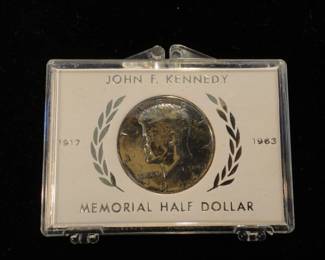 JOHN F. KENNEDY
1917 1963
MEMORIAL HALF DOLLAR